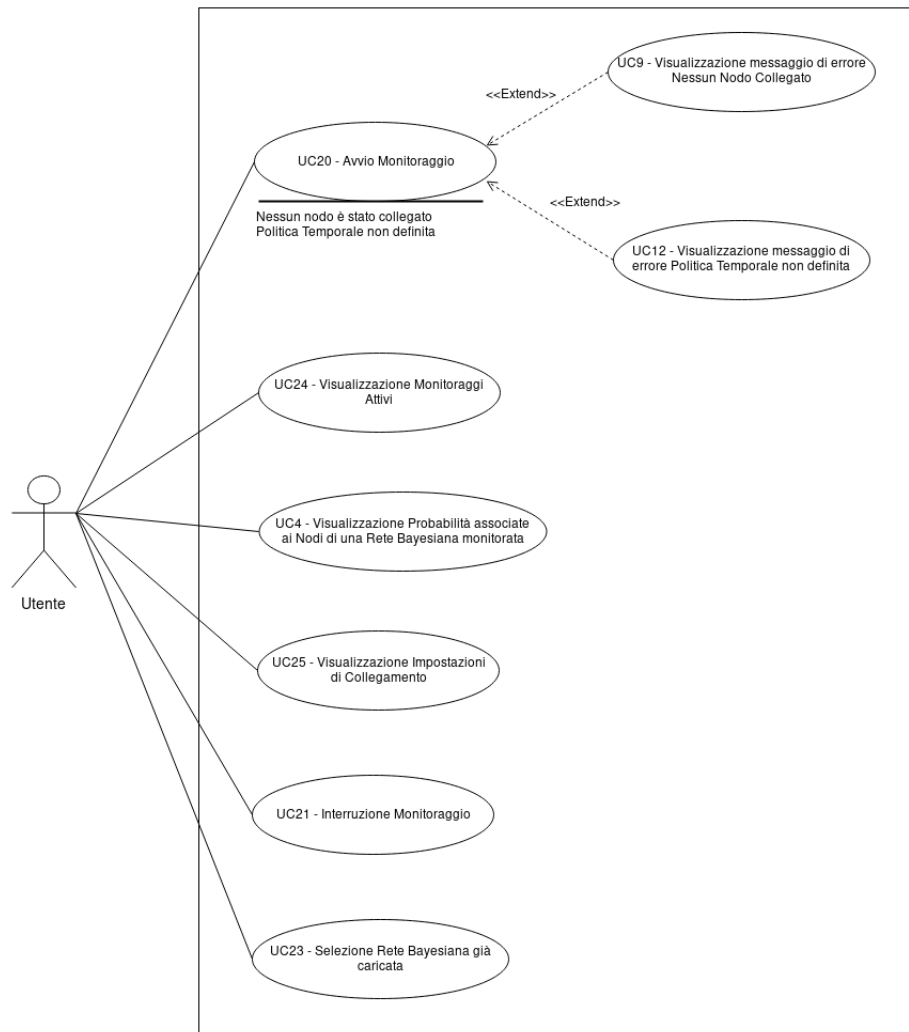 UC9 - Visualizzazione messaggio di errore
Nessun Nodo Collegato
<<Extend>>
UC20 - Avvio Monitoraggio
Nessun nodo è stato collegato
Politica Temporale non definita
<<Extend>>
UC12 - Visualizzazione messaggio di
errore Politica Temporale non definita
UC24 - Visualizzazione Monitoraggi
Attivi
UC4 - Visualizzazione Probabilità associate
ai Nodi di una Rete Bayesiana monitorata
Utente
UC25 - Visualizzazione Impostazioni
di Collegamento
UC21 - Interruzione Monitoraggio
UC23 - Selezione Rete Bayesiana già
caricata